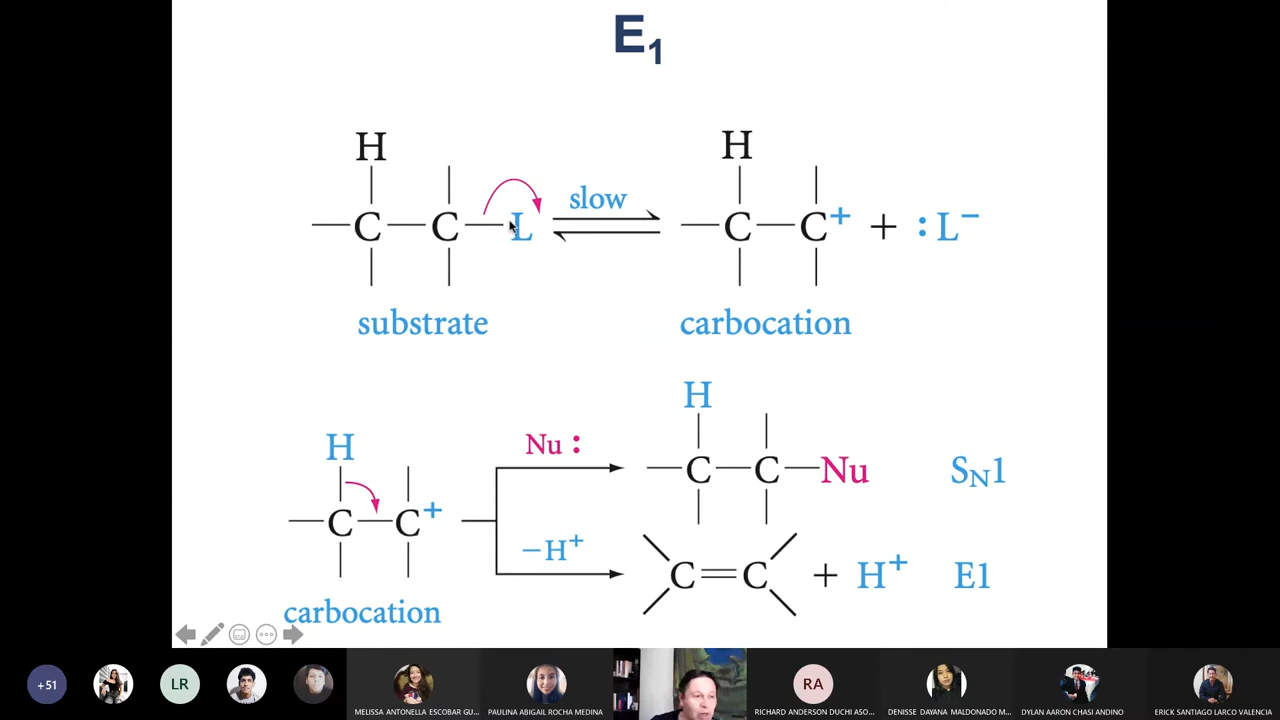 E1
H
H
slow
C C L
C C+ + :L−
substrate
carbocation
H
H
Nu :
C C Nu
SN1
C C+
−H+
C C + H+
E1
carbocation
+51
LR
RA
MELISSA ANTONELLA ESCOBAR GU...
PAULINA ABIGAIL ROCHA MEDINA
RICHARD ANDERSON DUCHI ASO...
DENISSE DAYANA MALDONADO M...
DYLAN AARON CHASI ANDINO
ERICK SANTIAGO LARCO VALENCIA